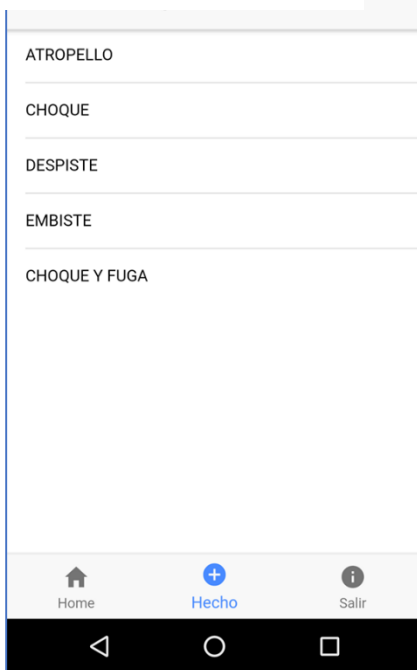 ATROPELLO
CHOQUE
DESPISTE
EMBISTE
CHOQUE Y FUGA
Home
Hecho
Salir